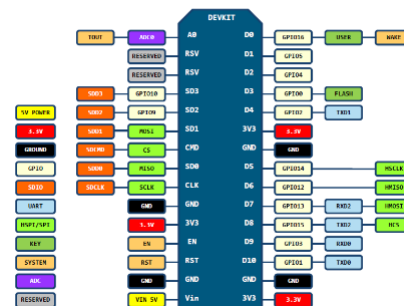 DEVKIT
TOUT ADC0 A0 D0 GPIO16 USER WAKE
RESERVED RSV D1 GPIO5
RESERVED RSV D2 GPIO4
SDD3 GPIO10 SD3 D3 GPIO0 FLASH
5V POWER SDD2 GPIO9 SD2 D4 GPIO2 TXD1
3.3V SDD1 MOSI SD1 3V3 3.3V
GROUND SDCMD CS CMD GND GND
GPIO SDD0 MISO SD0 D5 GPIO14 HSCLK
SDIO SDCLK SCLK CLK D6 GPIO12 HMISO
UART GND GND D7 GPIO13 RXD2 HMOSI
HSPI/SPI 3.3V 3V3 D8 GPIO15 TXD2 HCS
KEY EN EN D9 GPIO3 RXD0
SYSTEM RST RST D10 GPIO1 TXD0
ADC GND GND GND GND
RESERVED VIN 5V Vin 3V3 3.3V